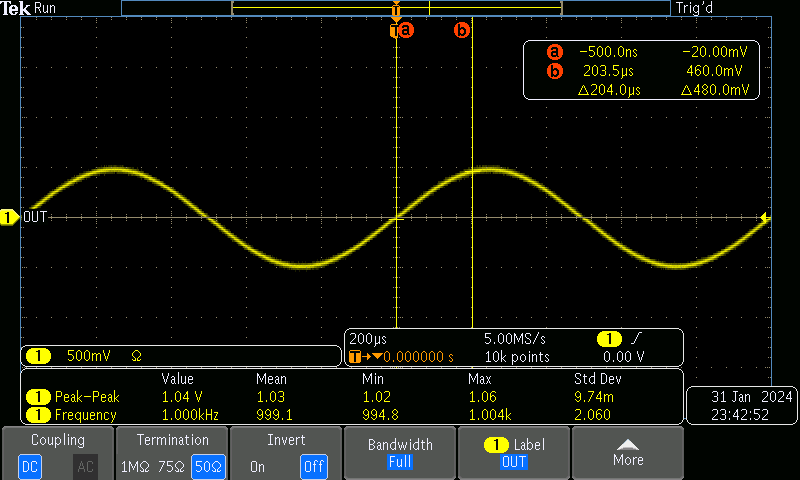 Tek Run Trig'd
T
T a b
a −500.0ns −20.00mV
b 203.5µs 460.0mV
Δ204.0µs Δ480.0mV
1 OUT
1 500mV Ω
200µs 5.00MS/s 1
T→▼0.000000 s 10k points 0.00 V
Value Mean Min Max Std Dev
1 Peak−Peak 1.04 V 1.03 1.02 1.06 9.74m
1 Frequency 1.000kHz 999.1 994.8 1.004k 2.060
31 Jan 2024
23:42:52
Coupling
DC AC
Termination
1MΩ 75Ω 50Ω
Invert
On Off
Bandwidth
Full
1 Label
OUT
More